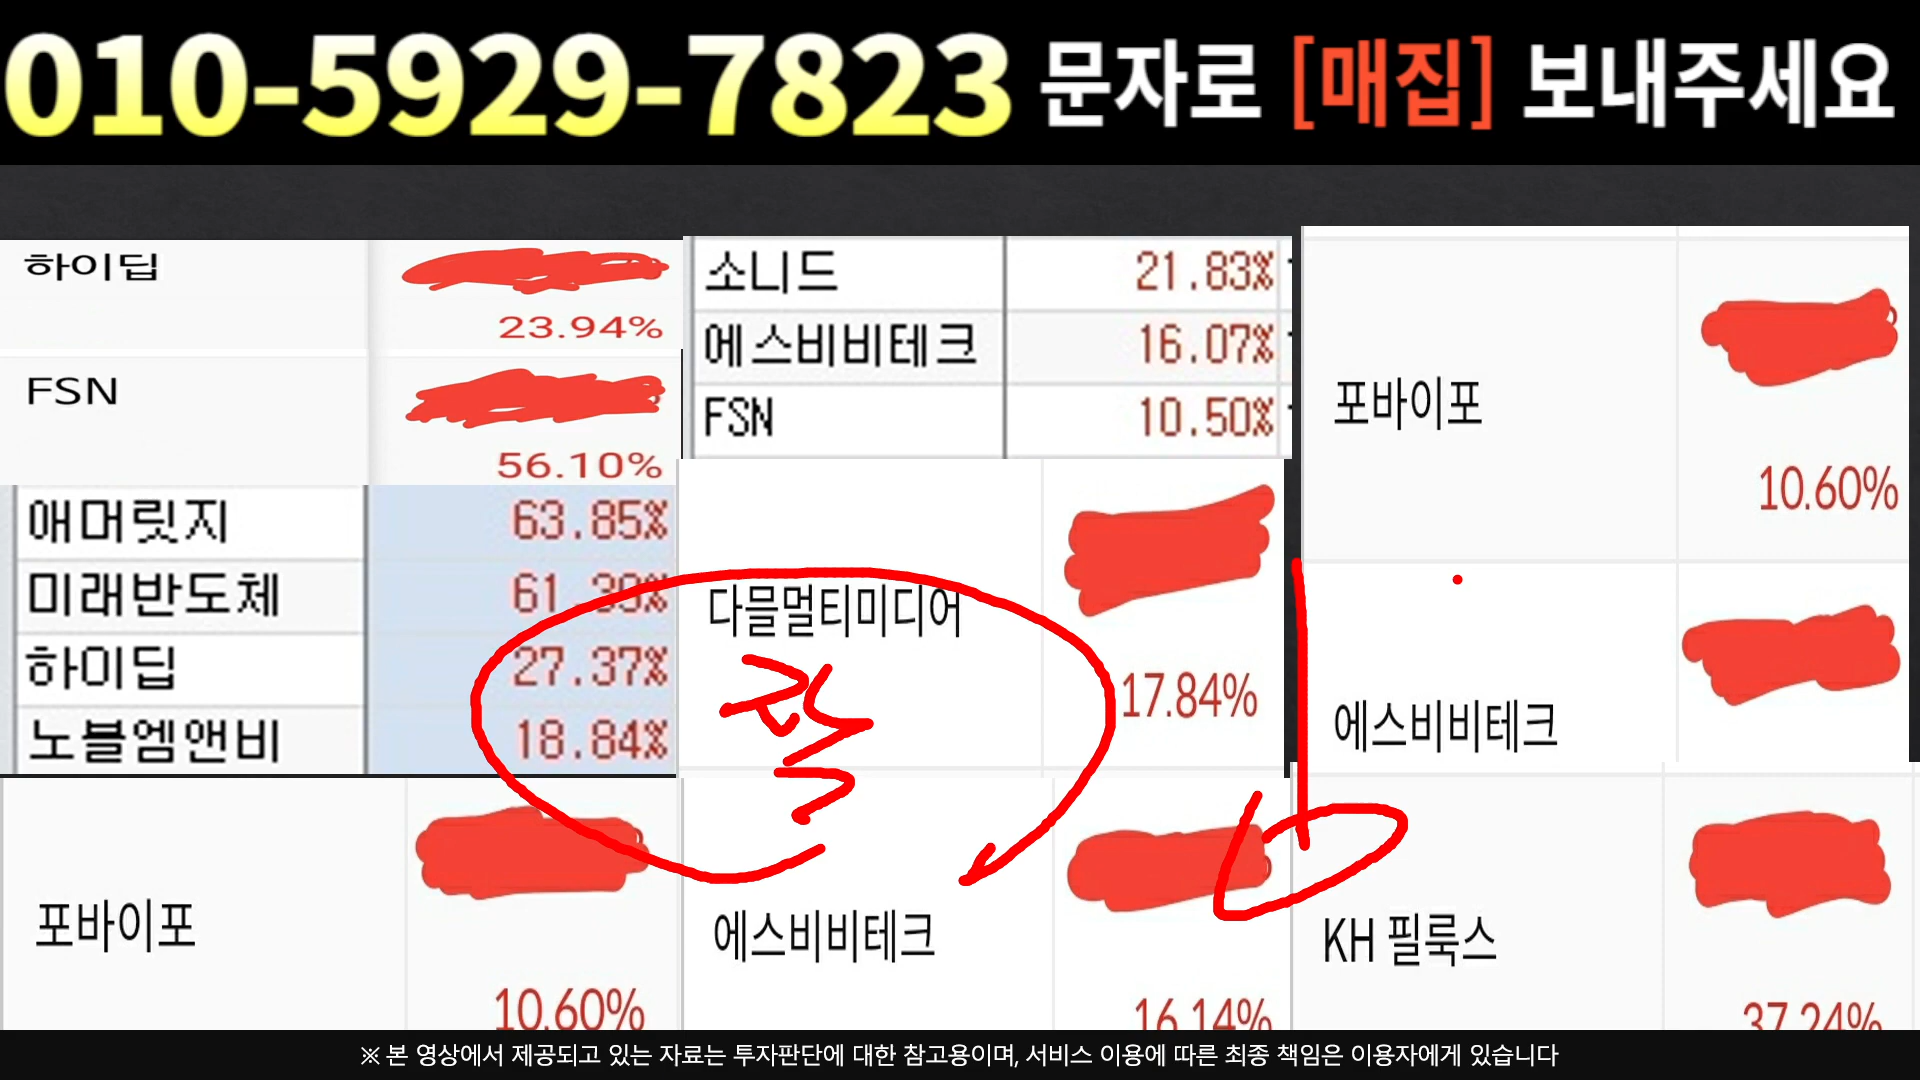 010-5929-7823 문자로 [매집] 보내주세요
하이딥
23.94%
FSN
56.10%
애머릿지 63.85%
미래반도체 61.39%
하이딥 27.37%
노블엠앤비 18.84%
소니드 21.83%
에스비비테크 16.07%
FSN 10.50%
다믈멀티미디어
17.84%
포바이포
10.60%
에스비비테크
포바이포
10.60%
에스비비테크
16.14%
KH 필룩스
37.24%
※ 본 영상에서 제공되고 있는 자료는 투자판단에 대한 참고용이며, 서비스 이용에 따른 최종 책임은 이용자에게 있습니다